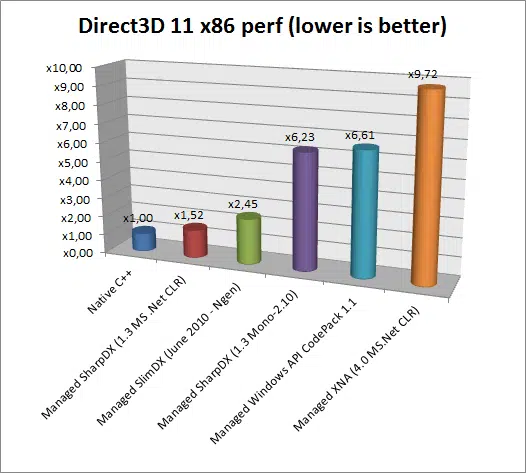 Direct3D 11 x86 perf (lower is better)
x10,00
x9,00
x8,00
x7,00
x6,00
x5,00
x4,00
x3,00
x2,00
x1,00
x0,00
x1,00
x1,52
x2,45
x6,23
x6,61
x9,72
Native C++
Managed SharpDX (1.3 MS .Net CLR)
Managed SlimDX (June 2010 - Ngen)
Managed SharpDX (1.3 Mono-2.10)
Managed Windows API CodePack 1.1
Managed XNA (4.0 MS.Net CLR)